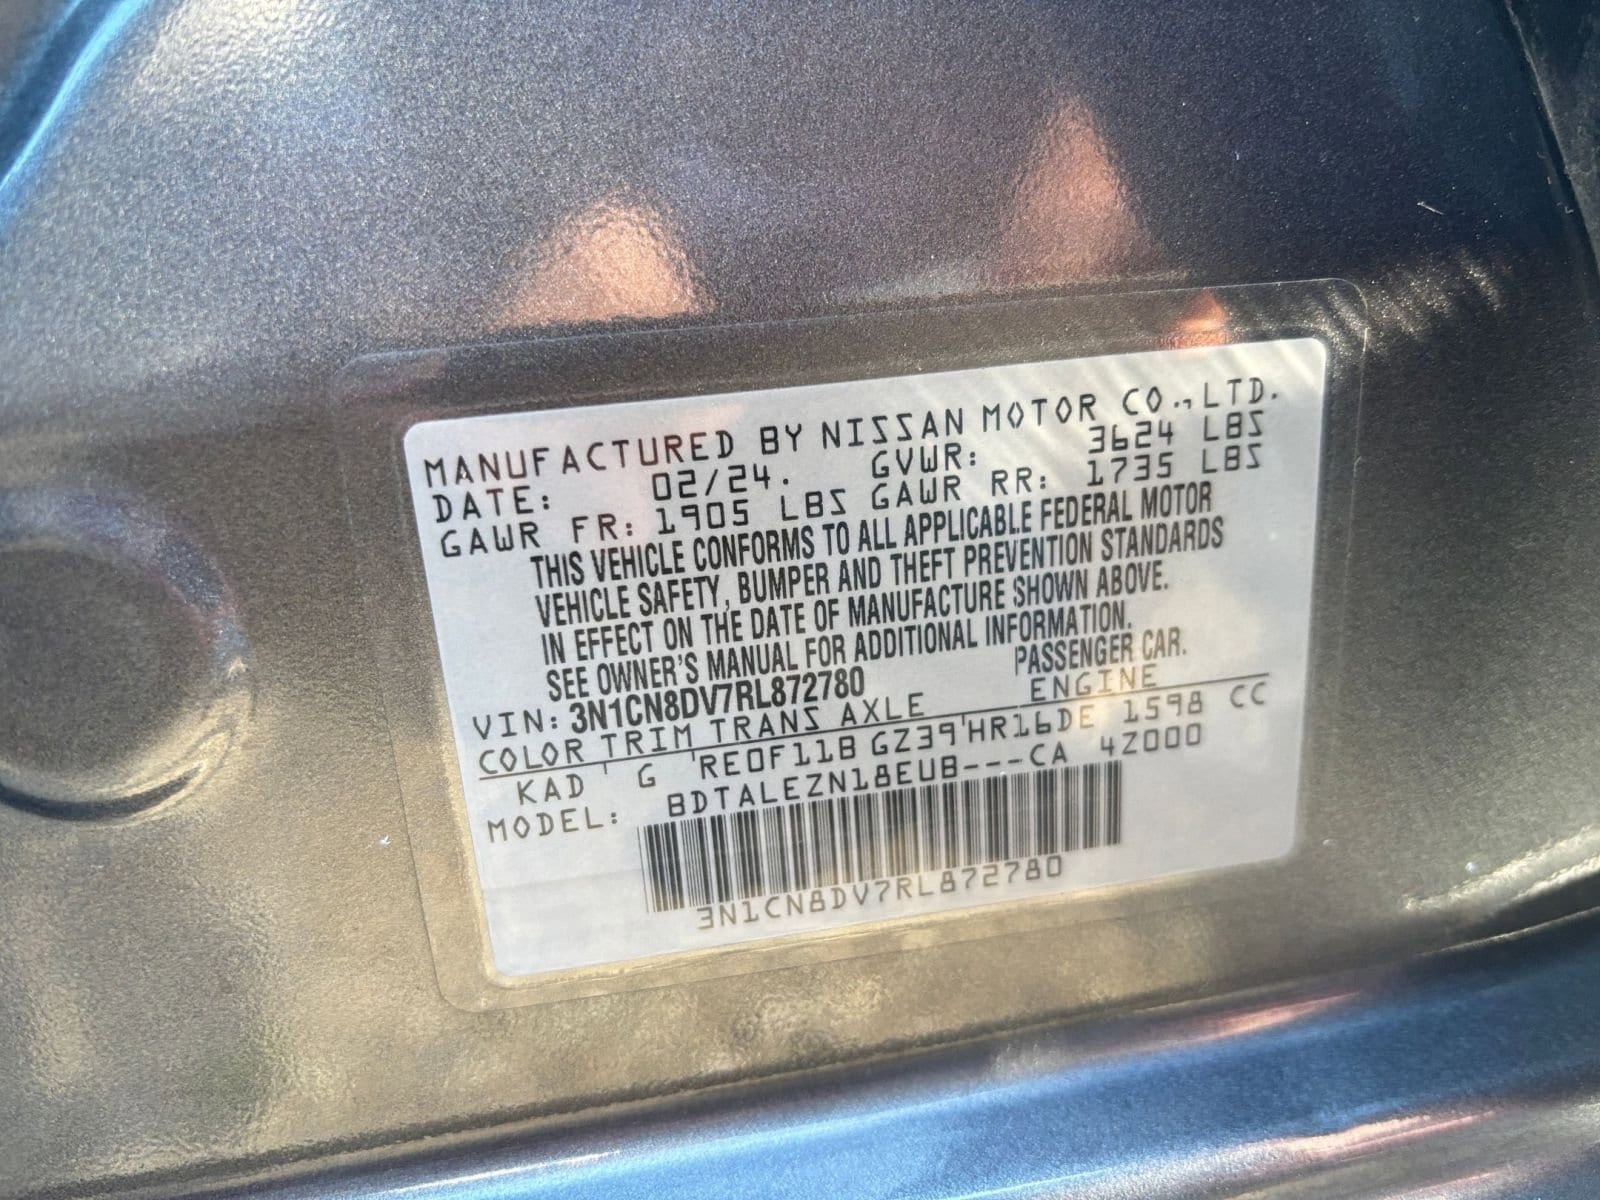 MANUFACTURED BY NISSAN MOTOR CO., LTD.
DATE: 02/24. GVWR: 3624 LBS
GAWR FR: 1905 LBS GAWR RR: 1735 LBS
THIS VEHICLE CONFORMS TO ALL APPLICABLE FEDERAL MOTOR
VEHICLE SAFETY, BUMPER AND THEFT PREVENTION STANDARDS
IN EFFECT ON THE DATE OF MANUFACTURE SHOWN ABOVE.
SEE OWNER'S MANUAL FOR ADDITIONAL INFORMATION.
VIN: 3N1CN8DV7RL872780 PASSENGER CAR.
COLOR TRIM TRANS AXLE ENGINE
KAD ' G 'RE0F11B GZ39'HR16DE 1598 CC
MODEL: BDTALEZN18EUB---CA 4Z000
3N1CN8DV7RL872780